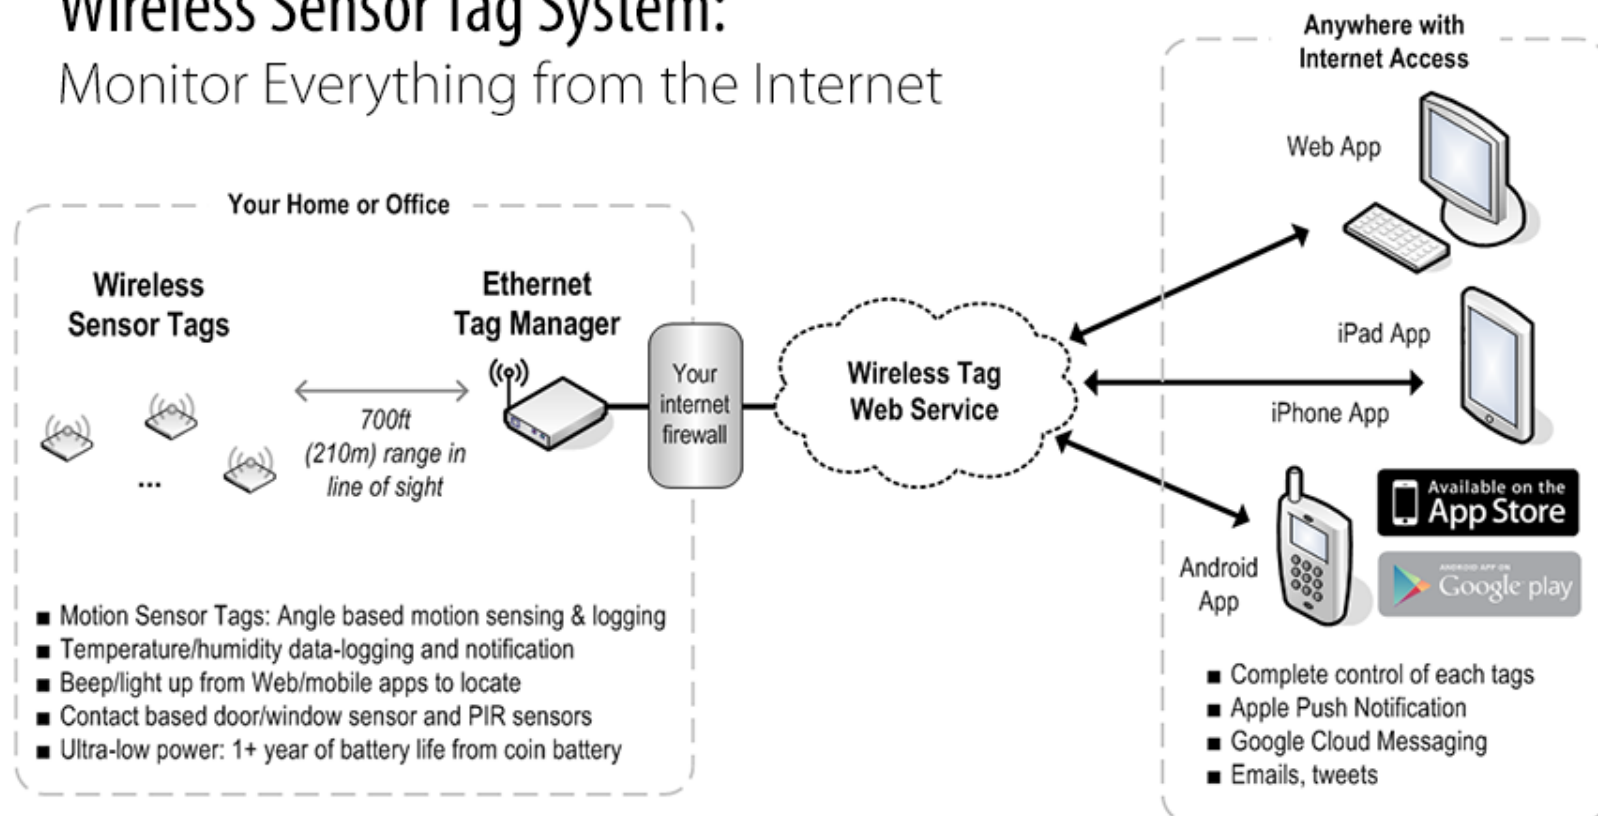 Wireless Sensor Tag System:
Monitor Everything from the Internet
Your Home or Office
Wireless
Sensor Tags
Ethernet
Tag Manager
700ft
(210m) range in
line of sight
...
Your
internet
firewall
■ Motion Sensor Tags: Angle based motion sensing & logging
■ Temperature/humidity data-logging and notification
■ Beep/light up from Web/mobile apps to locate
■ Contact based door/window sensor and PIR sensors
■ Ultra-low power: 1+ year of battery life from coin battery
Wireless Tag
Web Service
Anywhere with
Internet Access
Web App
iPad App
iPhone App
Android
App
Available on the
App Store
ANDROID APP ON
Google play
■ Complete control of each tags
■ Apple Push Notification
■ Google Cloud Messaging
■ Emails, tweets